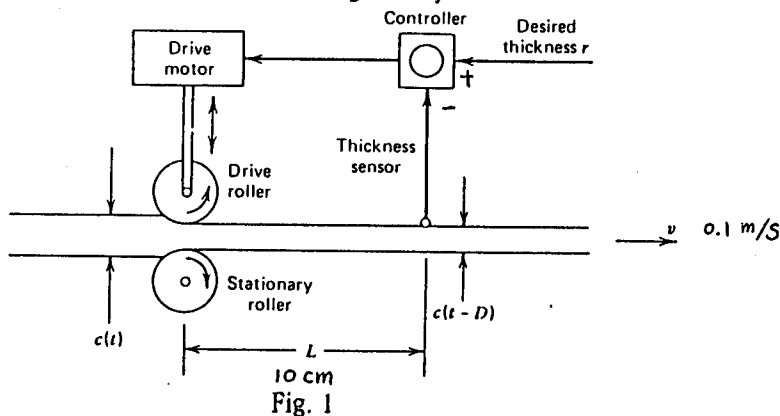 Controller
Desired
thickness r
Drive
motor
+
-
Thickness
sensor
Drive
roller
v 0.1 m/s
Stationary
roller
c(t)
c(t - D)
L
10 cm
Fig. 1